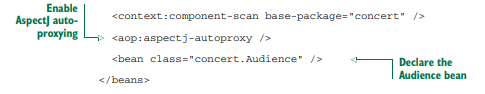 Enable
AspectJ auto-
proxying
<context:component-scan base-package="concert" />
<aop:aspectj-autoproxy />
<bean class="concert.Audience" />
Declare the
Audience bean
</beans>